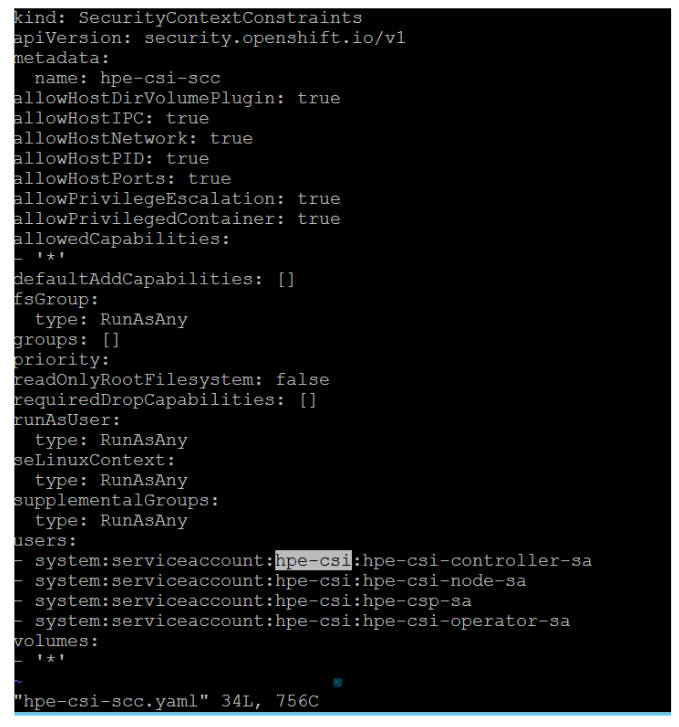 kind: SecurityContextConstraints
apiVersion: security.openshift.io/v1
metadata:
  name: hpe-csi-scc
allowHostDirVolumePlugin: true
allowHostIPC: true
allowHostNetwork: true
allowHostPID: true
allowHostPorts: true
allowPrivilegeEscalation: true
allowPrivilegedContainer: true
allowedCapabilities:
- '*'
defaultAddCapabilities: []
fsGroup:
  type: RunAsAny
groups: []
priority:
readOnlyRootFilesystem: false
requiredDropCapabilities: []
runAsUser:
  type: RunAsAny
seLinuxContext:
  type: RunAsAny
supplementalGroups:
  type: RunAsAny
users:
- system:serviceaccount:hpe-csi:hpe-csi-controller-sa
- system:serviceaccount:hpe-csi:hpe-csi-node-sa
- system:serviceaccount:hpe-csi:hpe-csp-sa
- system:serviceaccount:hpe-csi:hpe-csi-operator-sa
volumes:
- '*'
~
"hpe-csi-scc.yaml" 34L, 756C